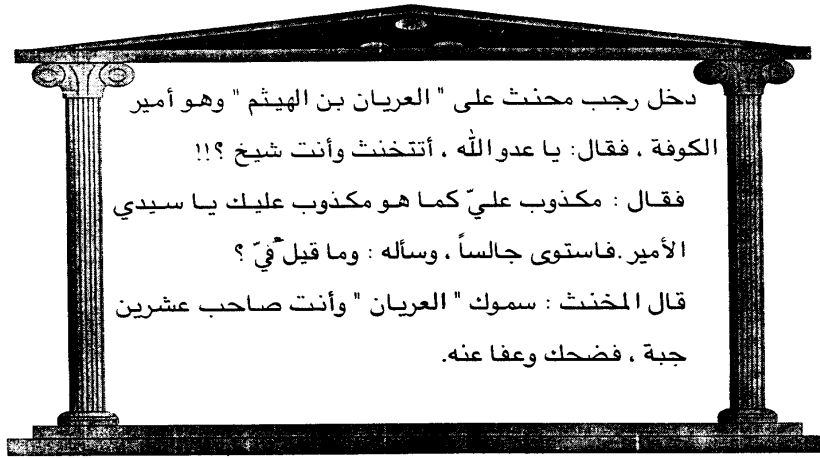 دخل رجب محنث على " العريان بن الهيثم " وهو أمير
الكوفة ، فقال: يا عدو الله ، أتتخنث وأنت شيخ ؟!!
فقال : مكذوب عليّ كما هو مكذوب عليك يا سيدي
الأمير .فاستوى جالساً ، وسأله : وما قيل فيّ ؟
قال المخنث : سموك " العريان " وأنت صاحب عشرين
جبة ، فضحك وعفا عنه.